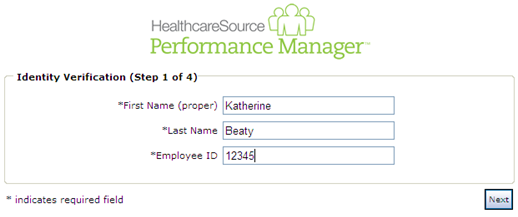 HealthcareSource
Performance Manager™
Identity Verification (Step 1 of 4)
*First Name (proper) Katherine
*Last Name Beaty
*Employee ID 12345
* indicates required field Next